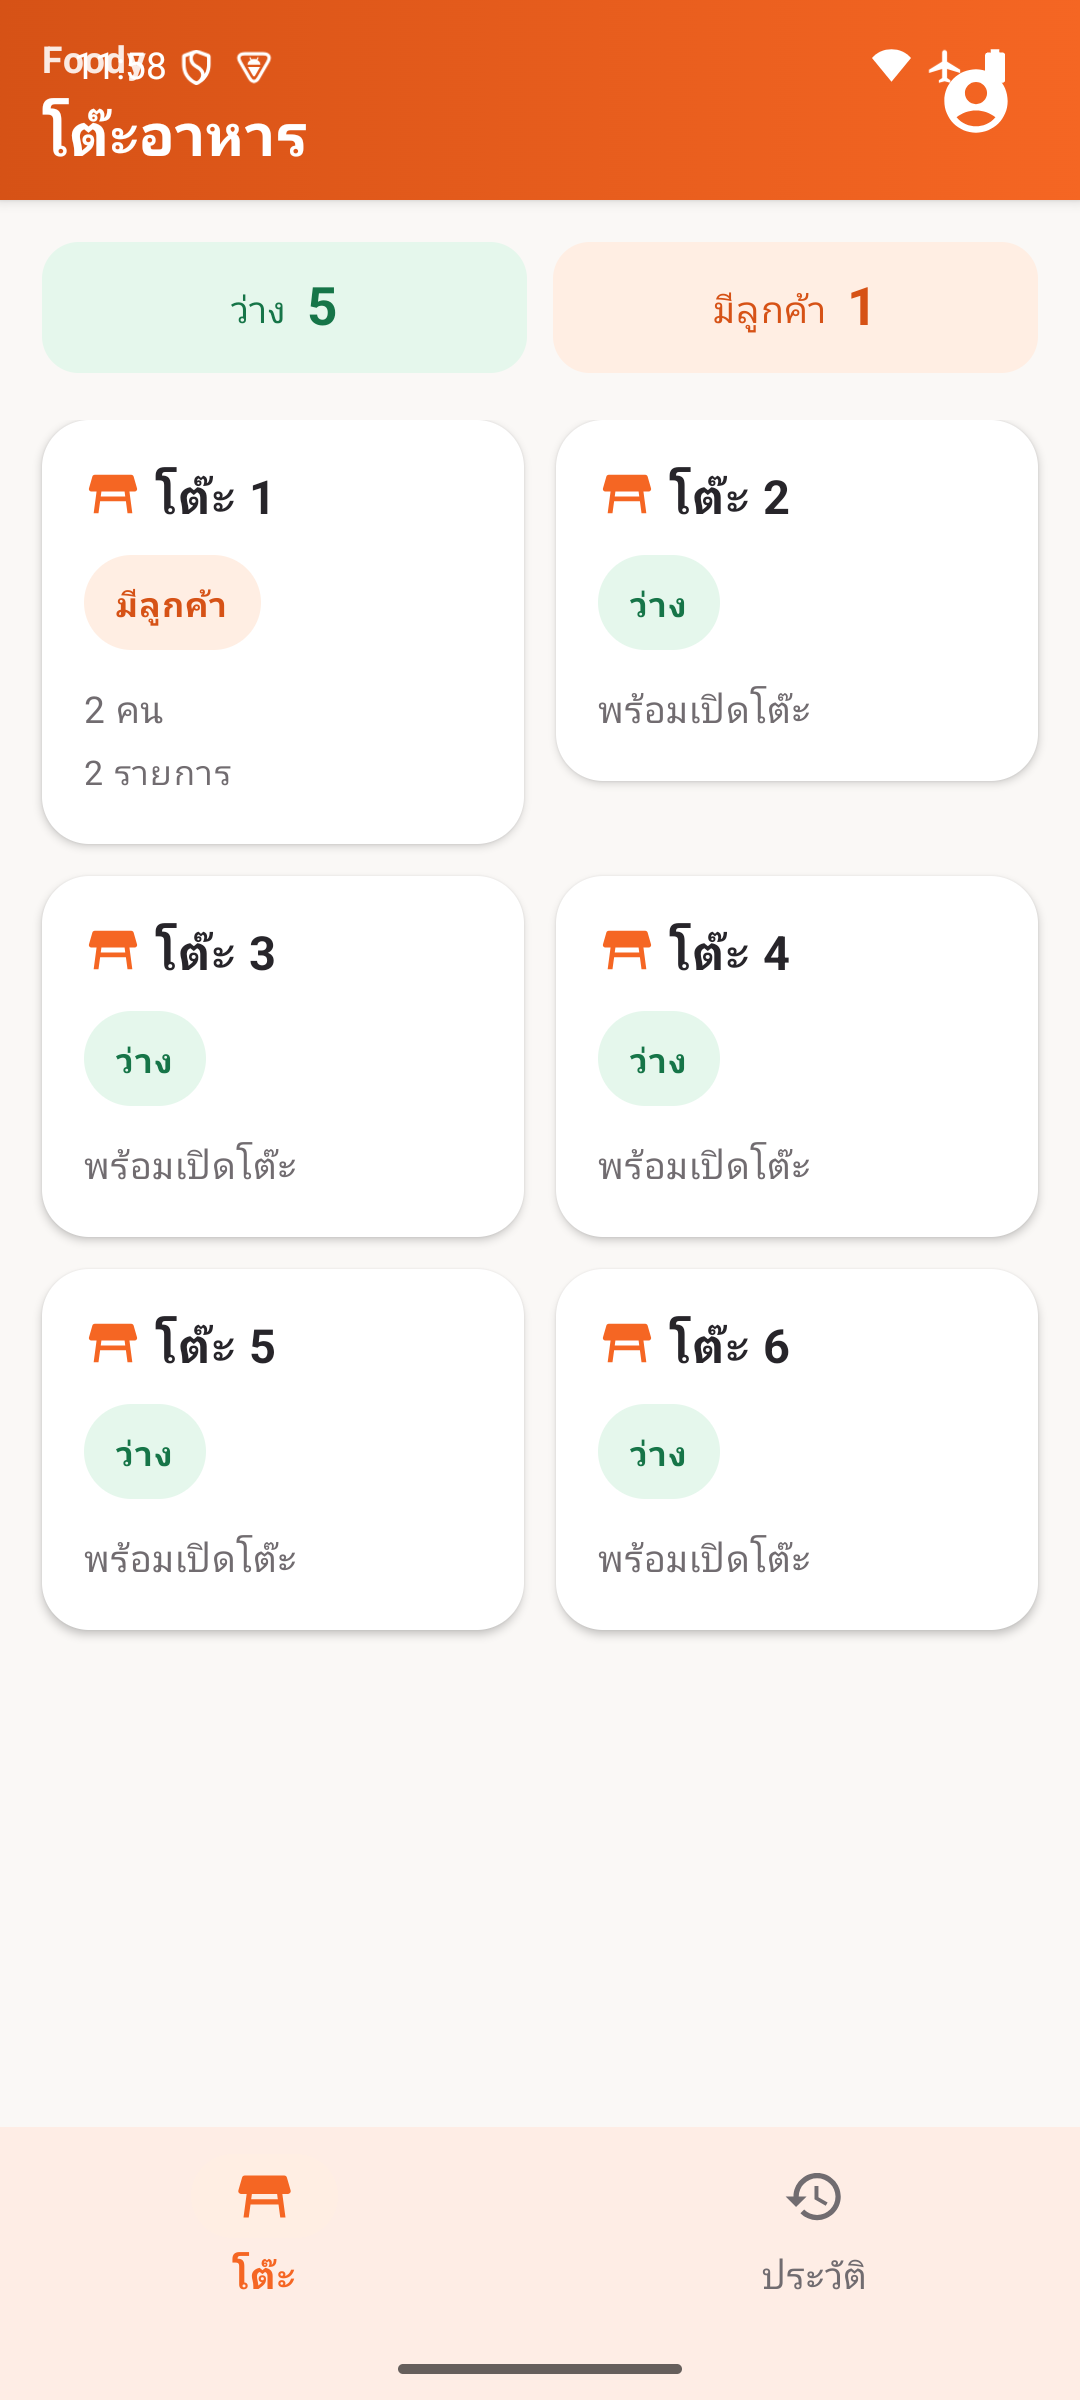 Foody
โต๊ะอาหาร
ว่าง 5
มีลูกค้า 1
โต๊ะ 1
มีลูกค้า
2 คน
2 รายการ
โต๊ะ 2
ว่าง
พร้อมเปิดโต๊ะ
โต๊ะ 3
ว่าง
พร้อมเปิดโต๊ะ
โต๊ะ 4
ว่าง
พร้อมเปิดโต๊ะ
โต๊ะ 5
ว่าง
พร้อมเปิดโต๊ะ
โต๊ะ 6
ว่าง
พร้อมเปิดโต๊ะ
โต๊ะ
ประวัติ